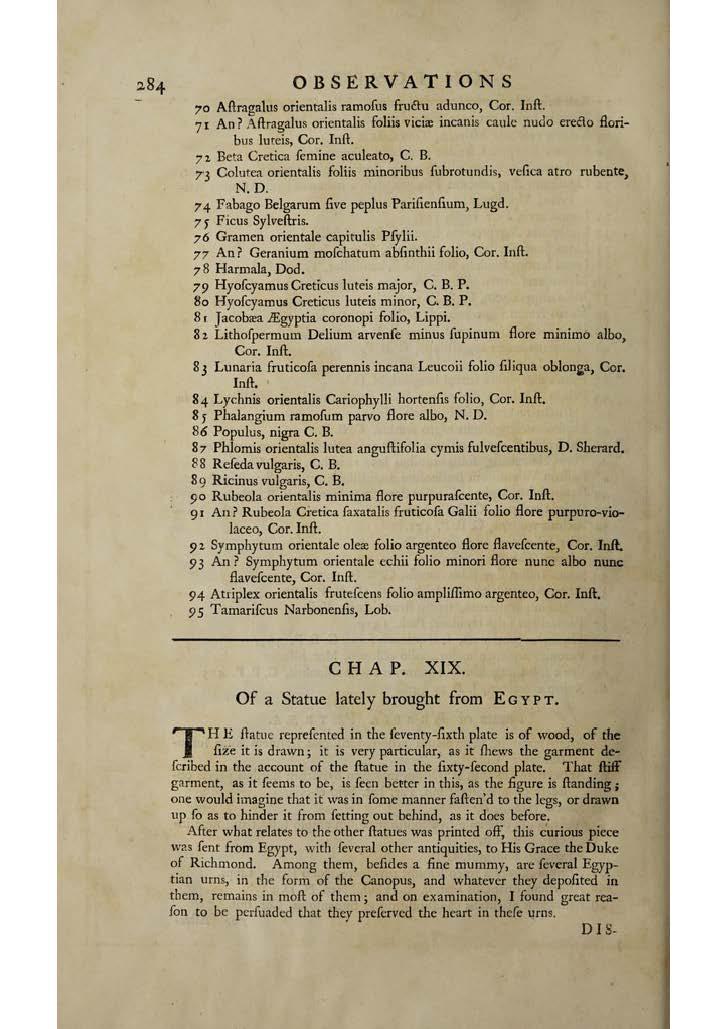 284 OBSERVATIONS
70 Aſtragalus orientalis ramoſus fructu adunco, Cor. Inſt.
71 An? Aſtragalus orientalis foliis viciæ incanis caule nudo erecto flori-
bus luteis, Cor. Inſt.
72 Beta Cretica ſemine aculeato, C. B.
73 Colutea orientalis foliis minoribus ſubrotundis, veſica atro rubente,
N. D.
74 Fabago Belgarum ſive peplus Pariſienſium, Lugd.
75 Ficus Sylveſtris.
76 Gramen orientale capitulis Pſylii.
77 An? Geranium moſchatum abſinthii folio, Cor. Inſt.
78 Harmala, Dod.
79 Hyoſcyamus Creticus luteis major, C. B. P.
80 Hyoſcyamus Creticus luteis minor, C. B. P.
81 Jacobæa Ægyptia coronopi folio, Lippi.
82 Lithoſpermum Delium arvenſe minus ſupinum flore minimo albo,
Cor. Inſt.
83 Lunaria fruticoſa perennis incana Leucoii folio ſiliqua oblonga, Cor.
Inſt.
84 Lychnis orientalis Cariophylli hortenſis folio, Cor. Inſt.
85 Phalangium ramoſum parvo flore albo, N. D.
86 Populus, nigra C. B.
87 Phlomis orientalis lutea anguſtifolia cymis fulveſcentibus, D. Sherard.
88 Reſeda vulgaris, C. B.
89 Ricinus vulgaris, C. B.
90 Rubeola orientalis minima flore purpuraſcente, Cor. Inſt.
91 An? Rubeola Cretica ſaxatalis fruticoſa Galii folio flore purpuro-vio-
laceo, Cor. Inſt.
92 Symphytum orientale oleæ folio argenteo flore flaveſcente, Cor. Inſt.
93 An? Symphytum orientale echii folio minori flore nunc albo nunc
flaveſcente, Cor. Inſt.
94 Atriplex orientalis fruteſcens folio ampliſſimo argenteo, Cor. Inſt.
95 Tamariſcus Narbonenſis, Lob.
CHAP. XIX.
Of a Statue lately brought from EGYPT.
THE ſtatue repreſented in the ſeventy-ſixth plate is of wood, of the
ſize it is drawn; it is very particular, as it ſhews the garment de-
ſcribed in the account of the ſtatue in the ſixty-ſecond plate. That ſtiff
garment, as it ſeems to be, is ſeen better in this, as the figure is ſtanding;
one would imagine that it was in ſome manner faſten'd to the legs, or drawn
up ſo as to hinder it from ſetting out behind, as it does before.
After what relates to the other ſtatues was printed off, this curious piece
was ſent from Egypt, with ſeveral other antiquities, to His Grace the Duke
of Richmond. Among them, beſides a fine mummy, are ſeveral Egyp-
tian urns, in the form of the Canopus, and whatever they depoſited in
them, remains in moſt of them; and on examination, I found great rea-
ſon to be perſuaded that they preſerved the heart in theſe urns.
DIS-